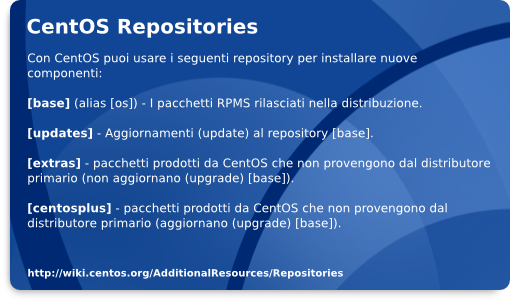 CentOS Repositories
Con CentOS puoi usare i seguenti repository per installare nuove
componenti:
[base] (alias [os]) - I pacchetti RPMS rilasciati nella distribuzione.
[updates] - Aggiornamenti (update) al repository [base].
[extras] - pacchetti prodotti da CentOS che non provengono dal distributore
primario (non aggiornano (upgrade) [base]).
[centosplus] - pacchetti prodotti da CentOS che non provengono dal
distributore primario (aggiornano (upgrade) [base]).
http://wiki.centos.org/AdditionalResources/Repositories